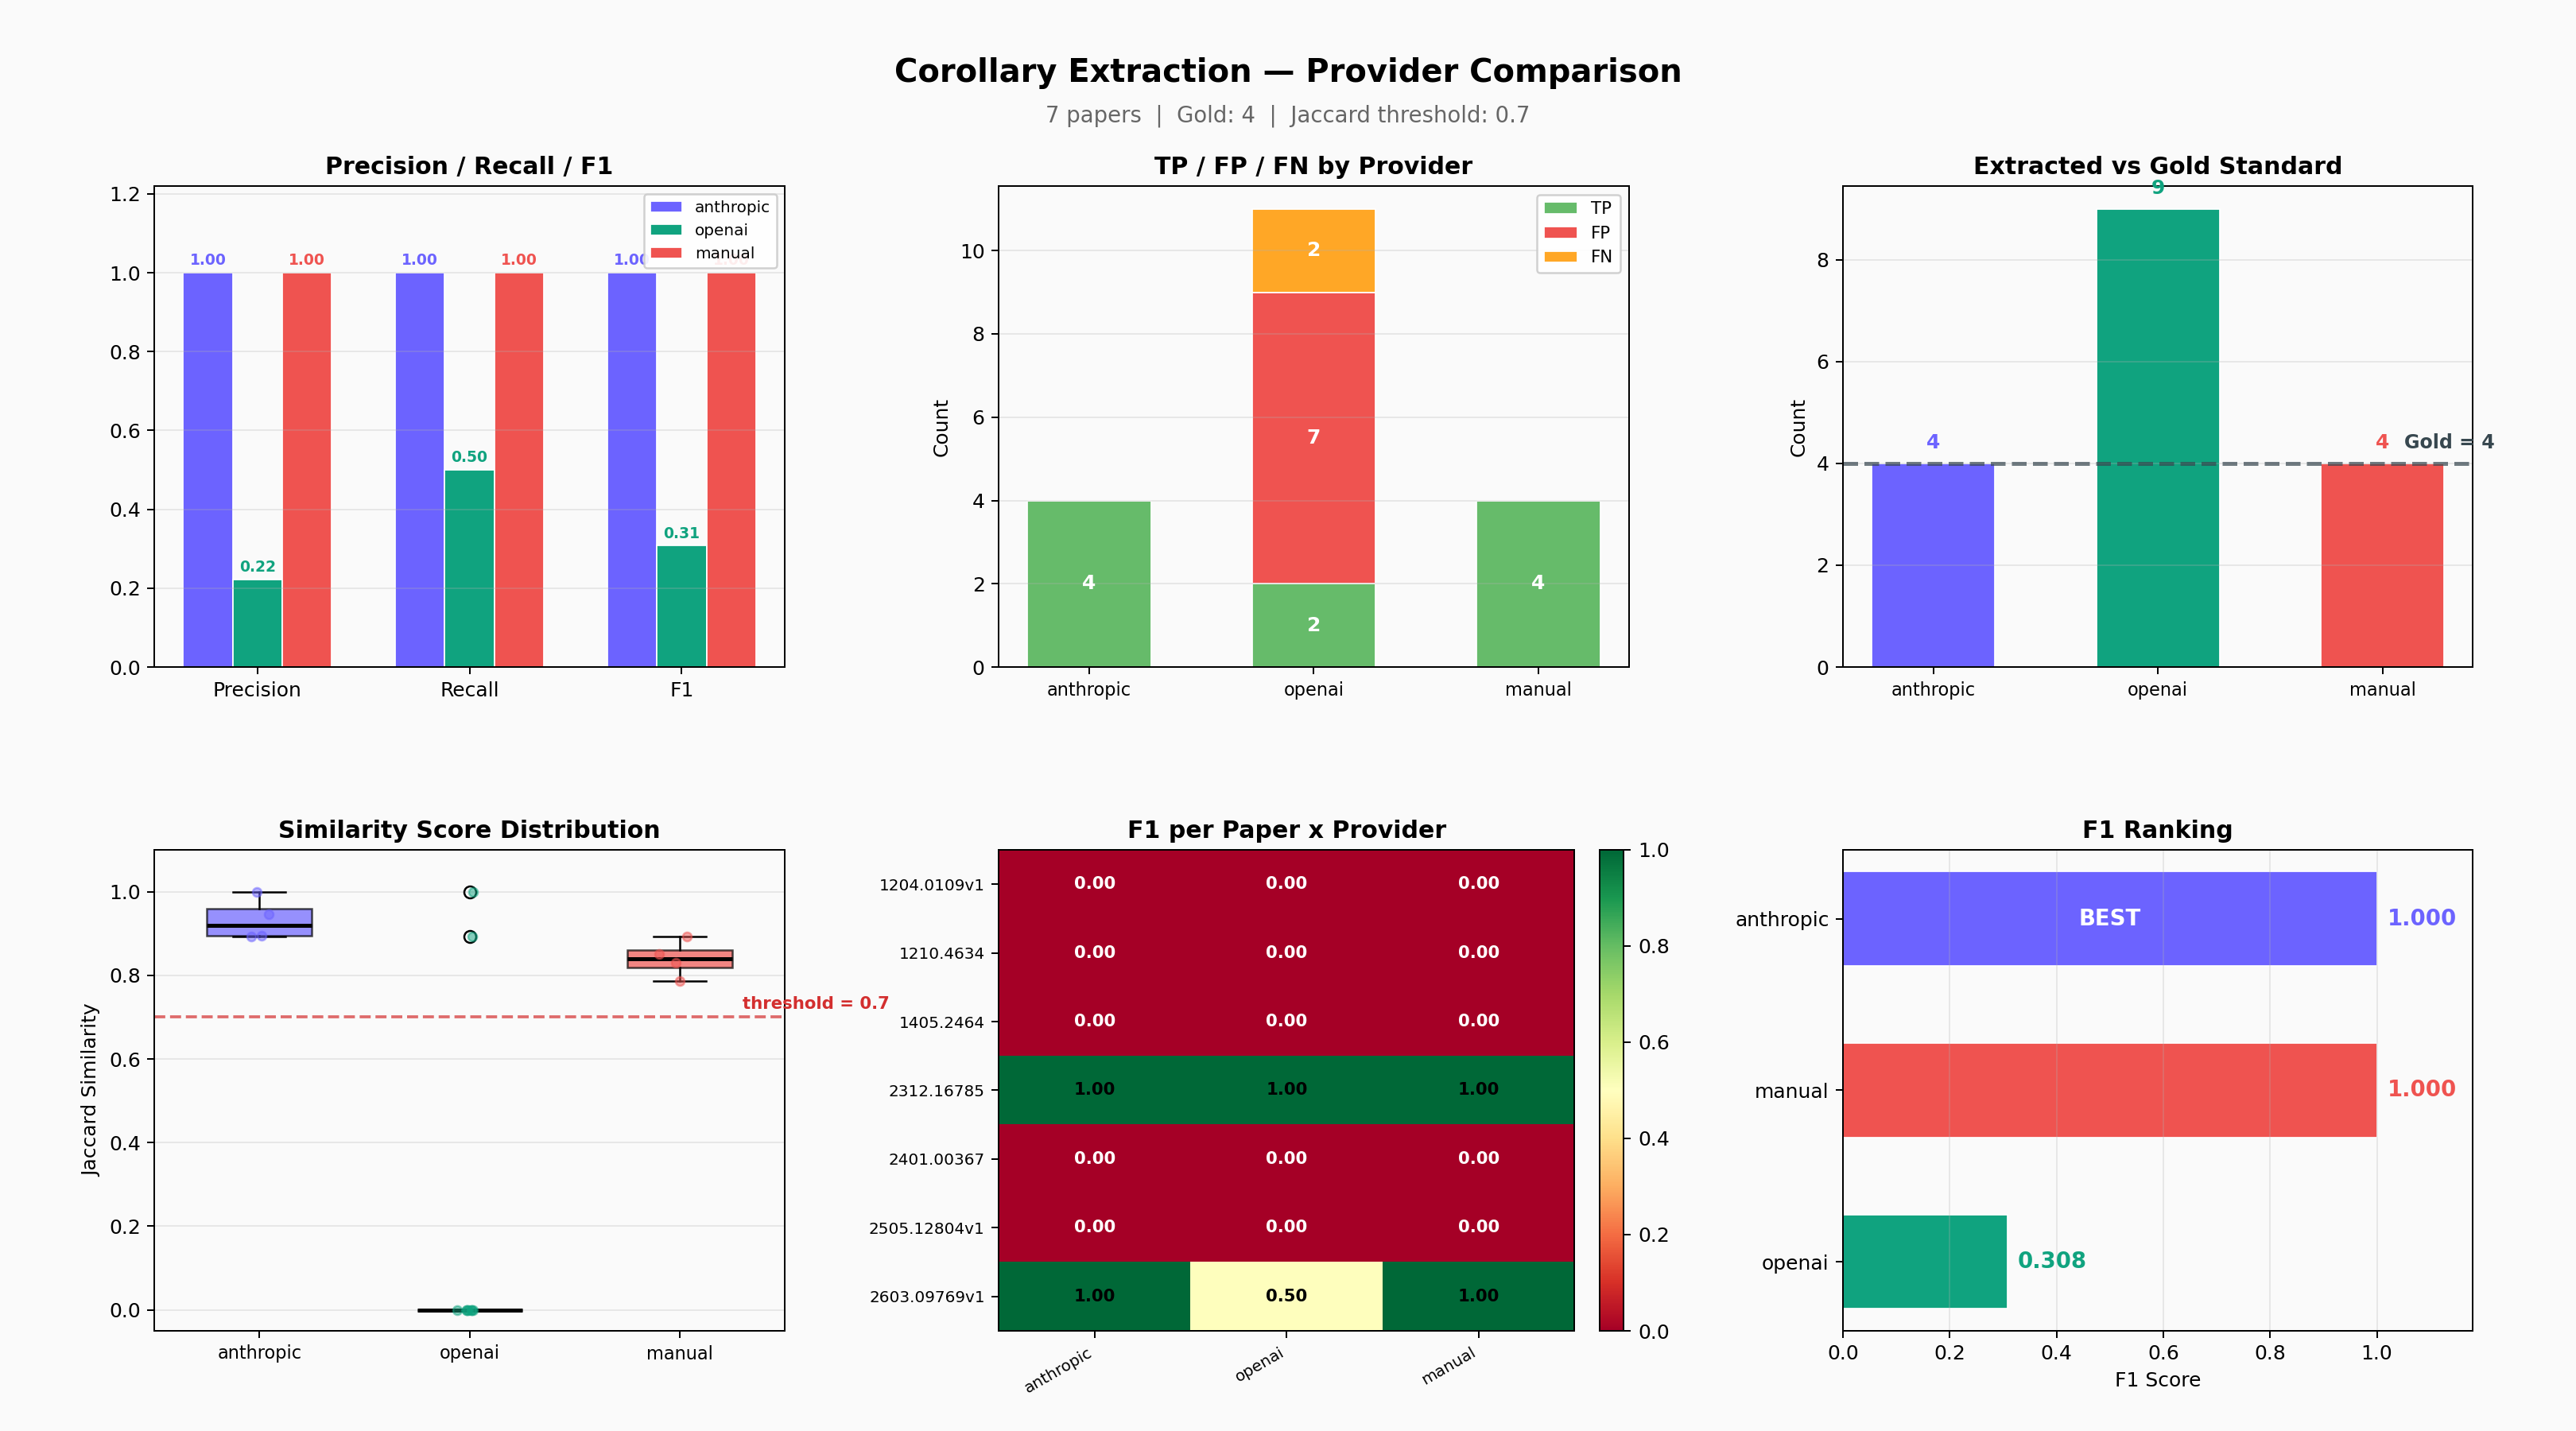 Corollary Extraction — Provider Comparison
7 papers | Gold: 4 | Jaccard threshold: 0.7
Precision / Recall / F1
1.2
1.0
0.8
0.6
0.4
0.2
0.0
1.00
0.22
1.00
1.00
0.50
1.00
1.00
0.31
anthropic
openai
manual
Precision
Recall
F1
TP / FP / FN by Provider
Count
10
8
6
4
2
0
4
2
7
2
4
TP
FP
FN
anthropic
openai
manual
Extracted vs Gold Standard
Count
8
6
4
2
0
4
9
4
Gold = 4
anthropic
openai
manual
Similarity Score Distribution
Jaccard Similarity
1.0
0.8
0.6
0.4
0.2
0.0
threshold = 0.7
anthropic
openai
manual
F1 per Paper x Provider
1204.0109v1 0.00 0.00 0.00
1210.4634 0.00 0.00 0.00
1405.2464 0.00 0.00 0.00
2312.16785 1.00 1.00 1.00
2401.00367 0.00 0.00 0.00
2505.12804v1 0.00 0.00 0.00
2603.09769v1 1.00 0.50 1.00
anthropic
openai
manual
1.0
0.8
0.6
0.4
0.2
0.0
F1 Ranking
anthropic BEST 1.000
manual 1.000
openai 0.308
0.0
0.2
0.4
0.6
0.8
1.0
F1 Score